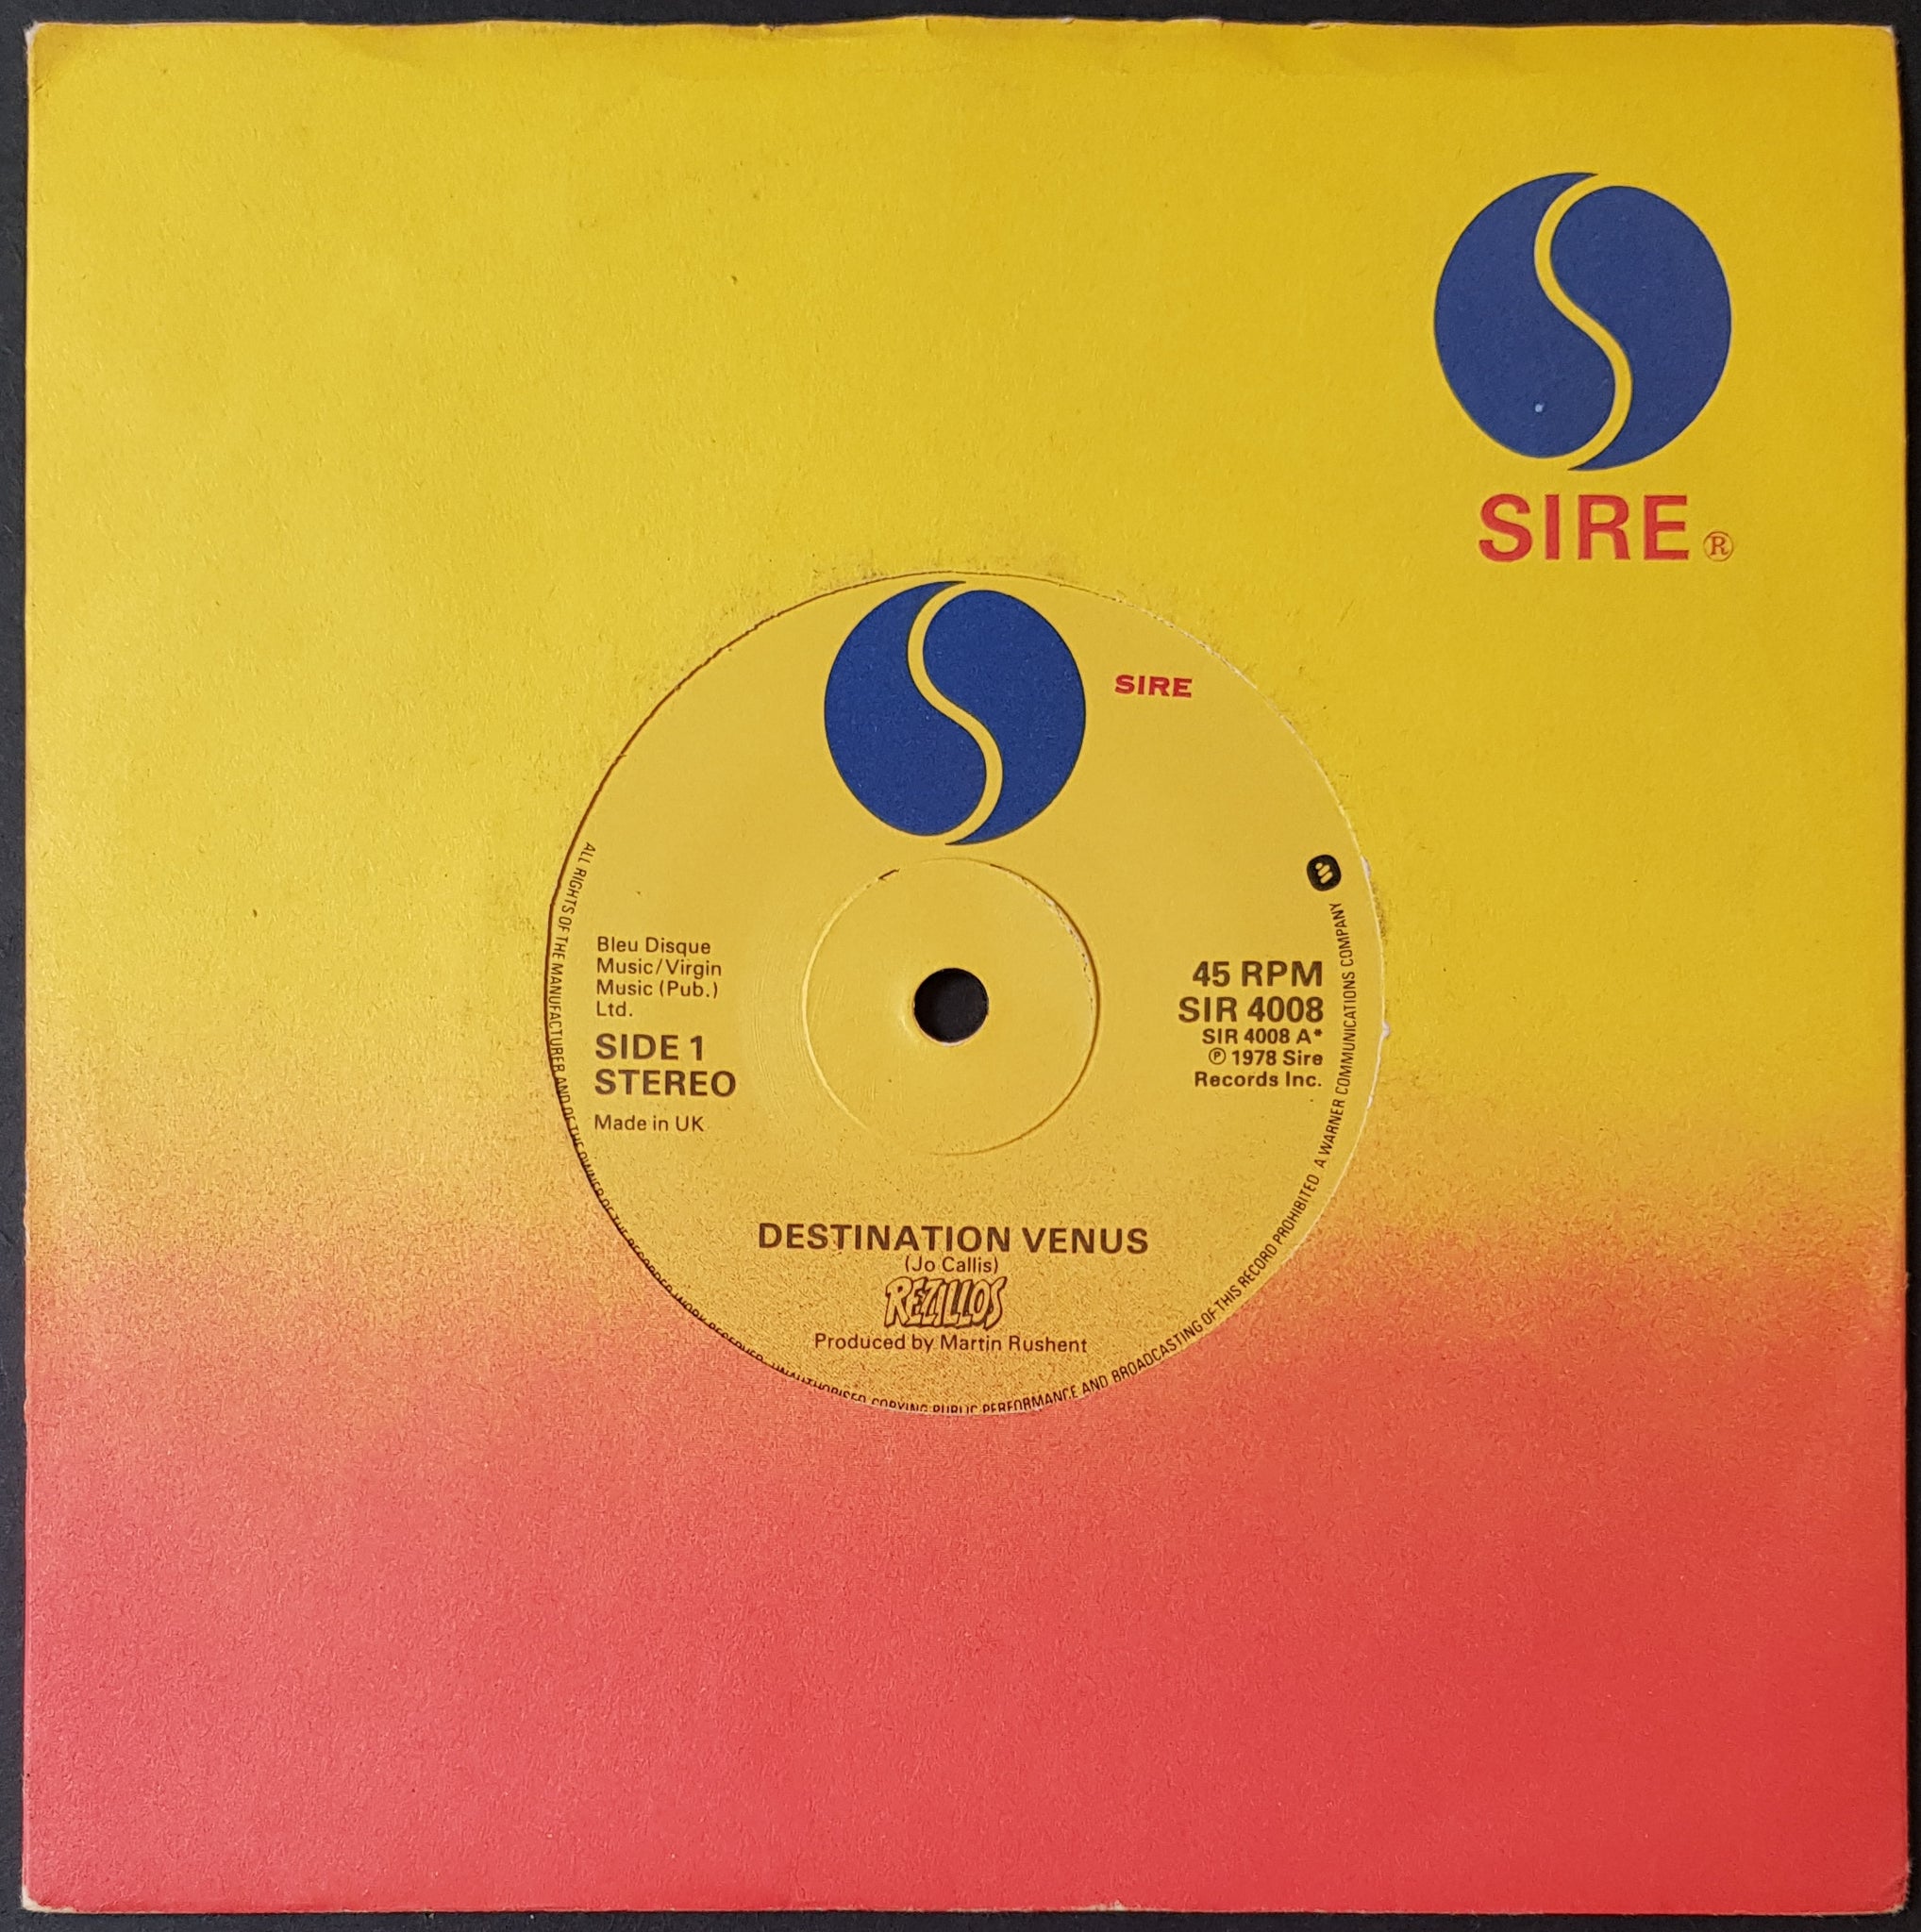 SIRE®
SIRE
Bleu Disque
Music/Virgin
Music (Pub.)
Ltd.
SIDE 1
STEREO
Made in UK
45 RPM
SIR 4008
SIR 4008 A*
℗ 1978 Sire
Records Inc.
DESTINATION VENUS
(Jo Callis)
REZILLOS
Produced by Martin Rushent
ALL RIGHTS OF THE MANUFACTURER AND OF THE OWNER OF THE RECORDED WORK RESERVED. UNAUTHORISED COPYING PUBLIC PERFORMANCE AND BROADCASTING OF THIS RECORD PROHIBITED A WARNER COMMUNICATIONS COMPANY